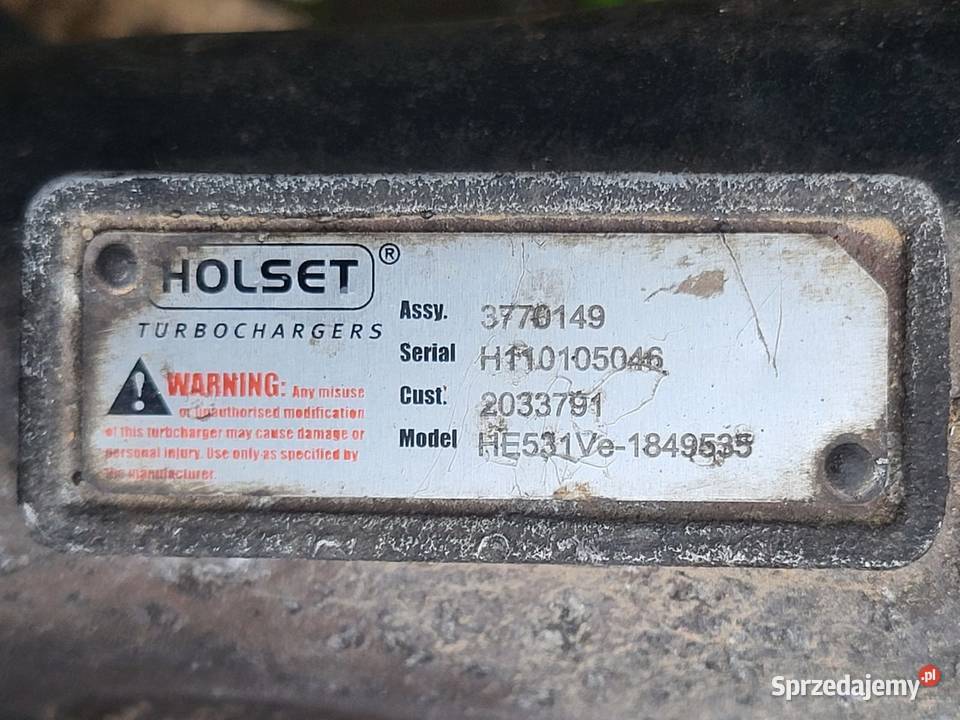 HOLSET®
TURBOCHARGERS
WARNING: Any misuse
or unauthorised modification
of this turbocharger may cause damage or
personal injury. Use only as specified by
the manufacturer.
Assy. 3770149
Serial H110105046
Cust. 2033791
Model HE531Ve-1849535
Sprzedajemy.pl